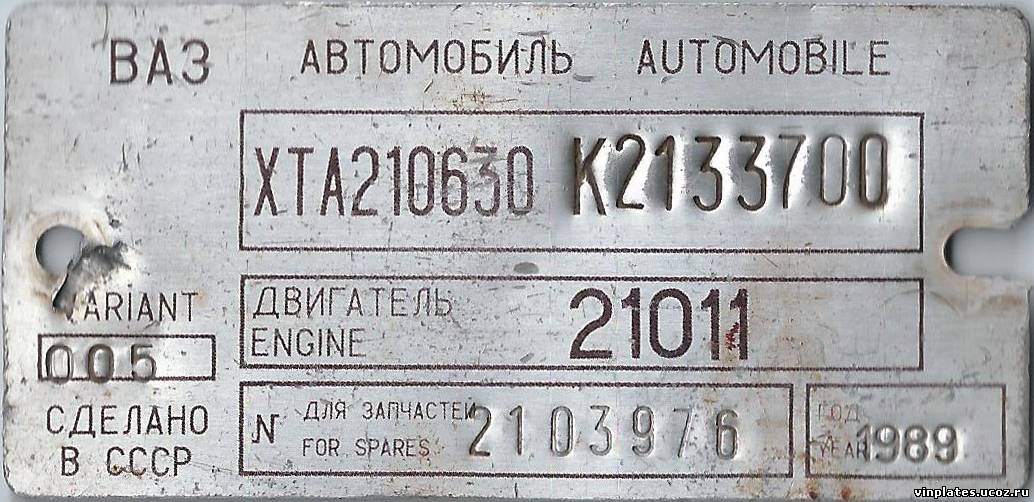 ВАЗ АВТОМОБИЛЬ AUTOMOBILE
XTA210630 K2133700
VARIANT
005
ДВИГАТЕЛЬ
ENGINE
21011
СДЕЛАНО
В СССР
N ДЛЯ ЗАПЧАСТЕЙ
FOR SPARES
2103976
ГОД
YEAR
1989
vinplates.ucoz.ru